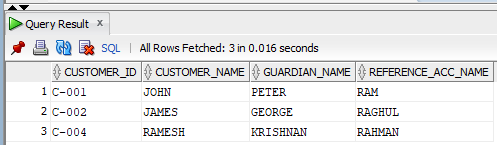 Query Result x
SQL | All Rows Fetched: 3 in 0.016 seconds
CUSTOMER_ID CUSTOMER_NAME GUARDIAN_NAME REFERENCE_ACC_NAME
1 C-001 JOHN PETER RAM
2 C-002 JAMES GEORGE RAGHUL
3 C-004 RAMESH KRISHNAN RAHMAN